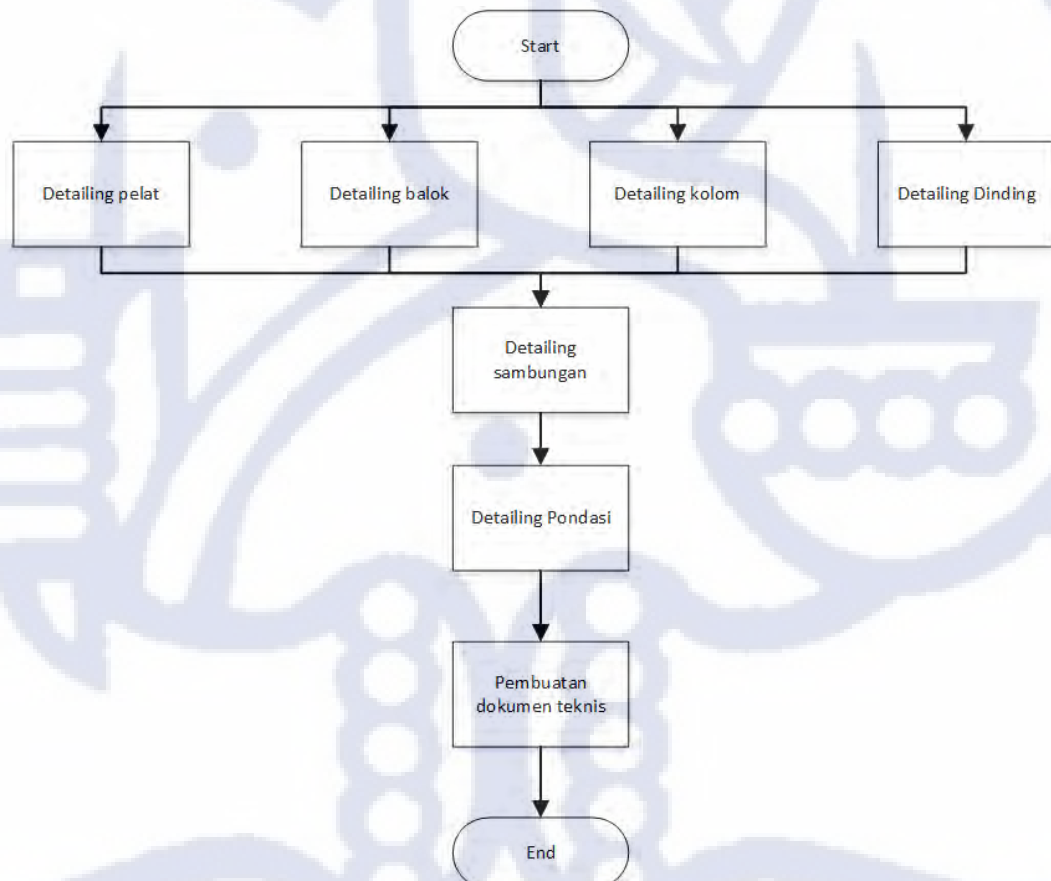 Start
Detailing pelat
Detailing balok
Detailing kolom
Detailing Dinding
Detailing
sambungan
Detailing Pondasi
Pembuatan
dokumen teknis
End